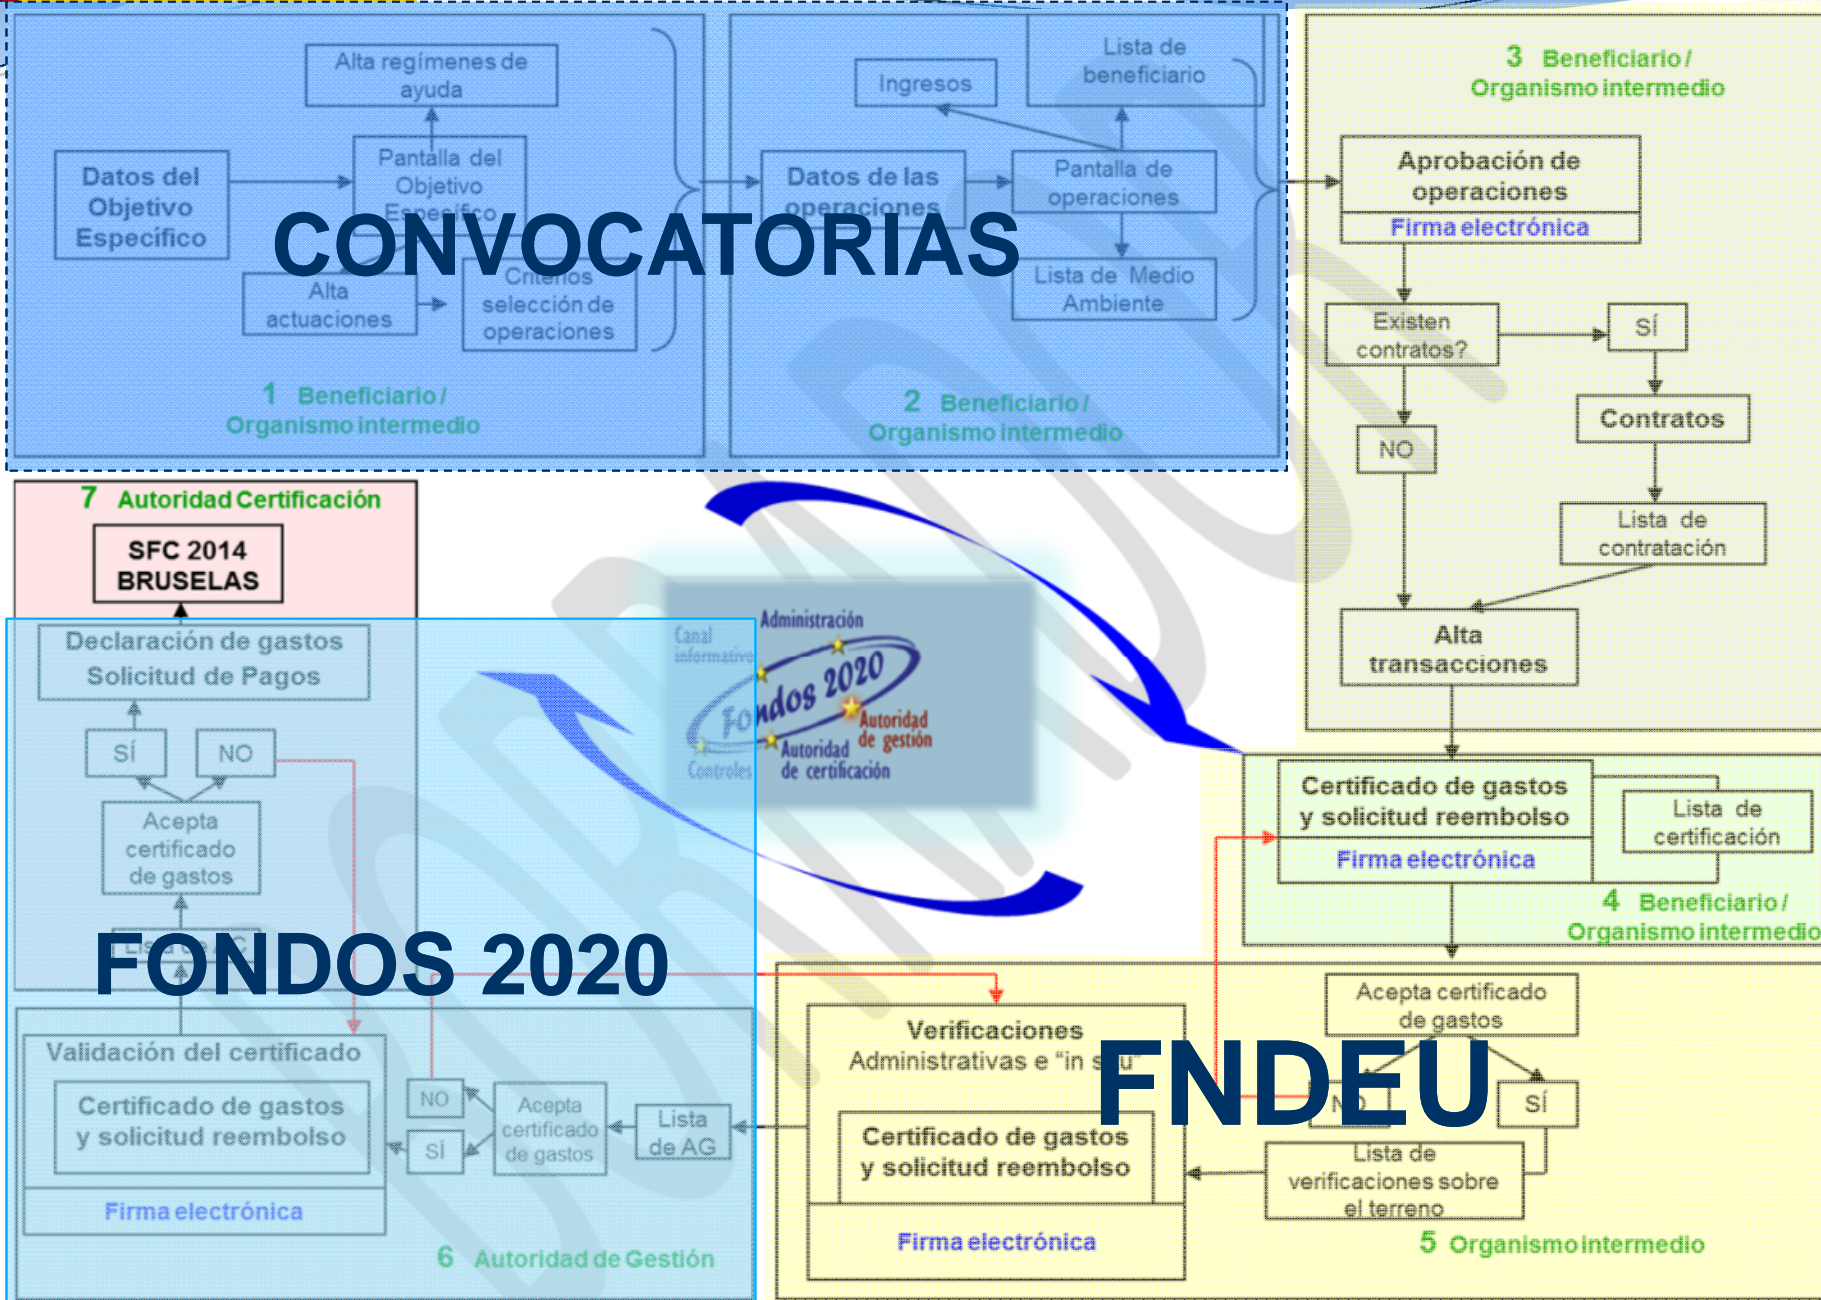 Alta regímenes de
ayuda
Datos del
Objetivo
Específico
Pantalla del
Objetivo
Específico
Alta
actuaciones
Criterios
selección de
operaciones
1 Beneficiario /
Organismo intermedio
CONVOCATORIAS
Ingresos
Lista de
beneficiario
Datos de las
operaciones
Pantalla de
operaciones
Lista de Medio
Ambiente
2 Beneficiario /
Organismo intermedio
3 Beneficiario /
Organismo intermedio
Aprobación de
operaciones
Firma electrónica
Existen
contratos?
SÍ
NO
Contratos
Lista de
contratación
Alta
transacciones
7 Autoridad Certificación
SFC 2014
BRUSELAS
Declaración de gastos
Solicitud de Pagos
SÍ
NO
Acepta
certificado
de gastos
Lista de AC
FONDOS 2020
Administración
Canal
informativo
Fondos 2020
Autoridad
de gestión
Autoridad
de certificación
Controles
Certificado de gastos
y solicitud reembolso
Firma electrónica
Lista de
certificación
4 Beneficiario /
Organismo intermedio
Validación del certificado
Certificado de gastos
y solicitud reembolso
Firma electrónica
NO
SÍ
Acepta
certificado
de gastos
Lista
de AG
6 Autoridad de Gestión
Verificaciones
Administrativas e “in situ”
Certificado de gastos
y solicitud reembolso
Firma electrónica
Acepta certificado
de gastos
FNDEU
NO
SÍ
Lista de
verificaciones sobre
el terreno
5 Organismo intermedio
BORRADOR